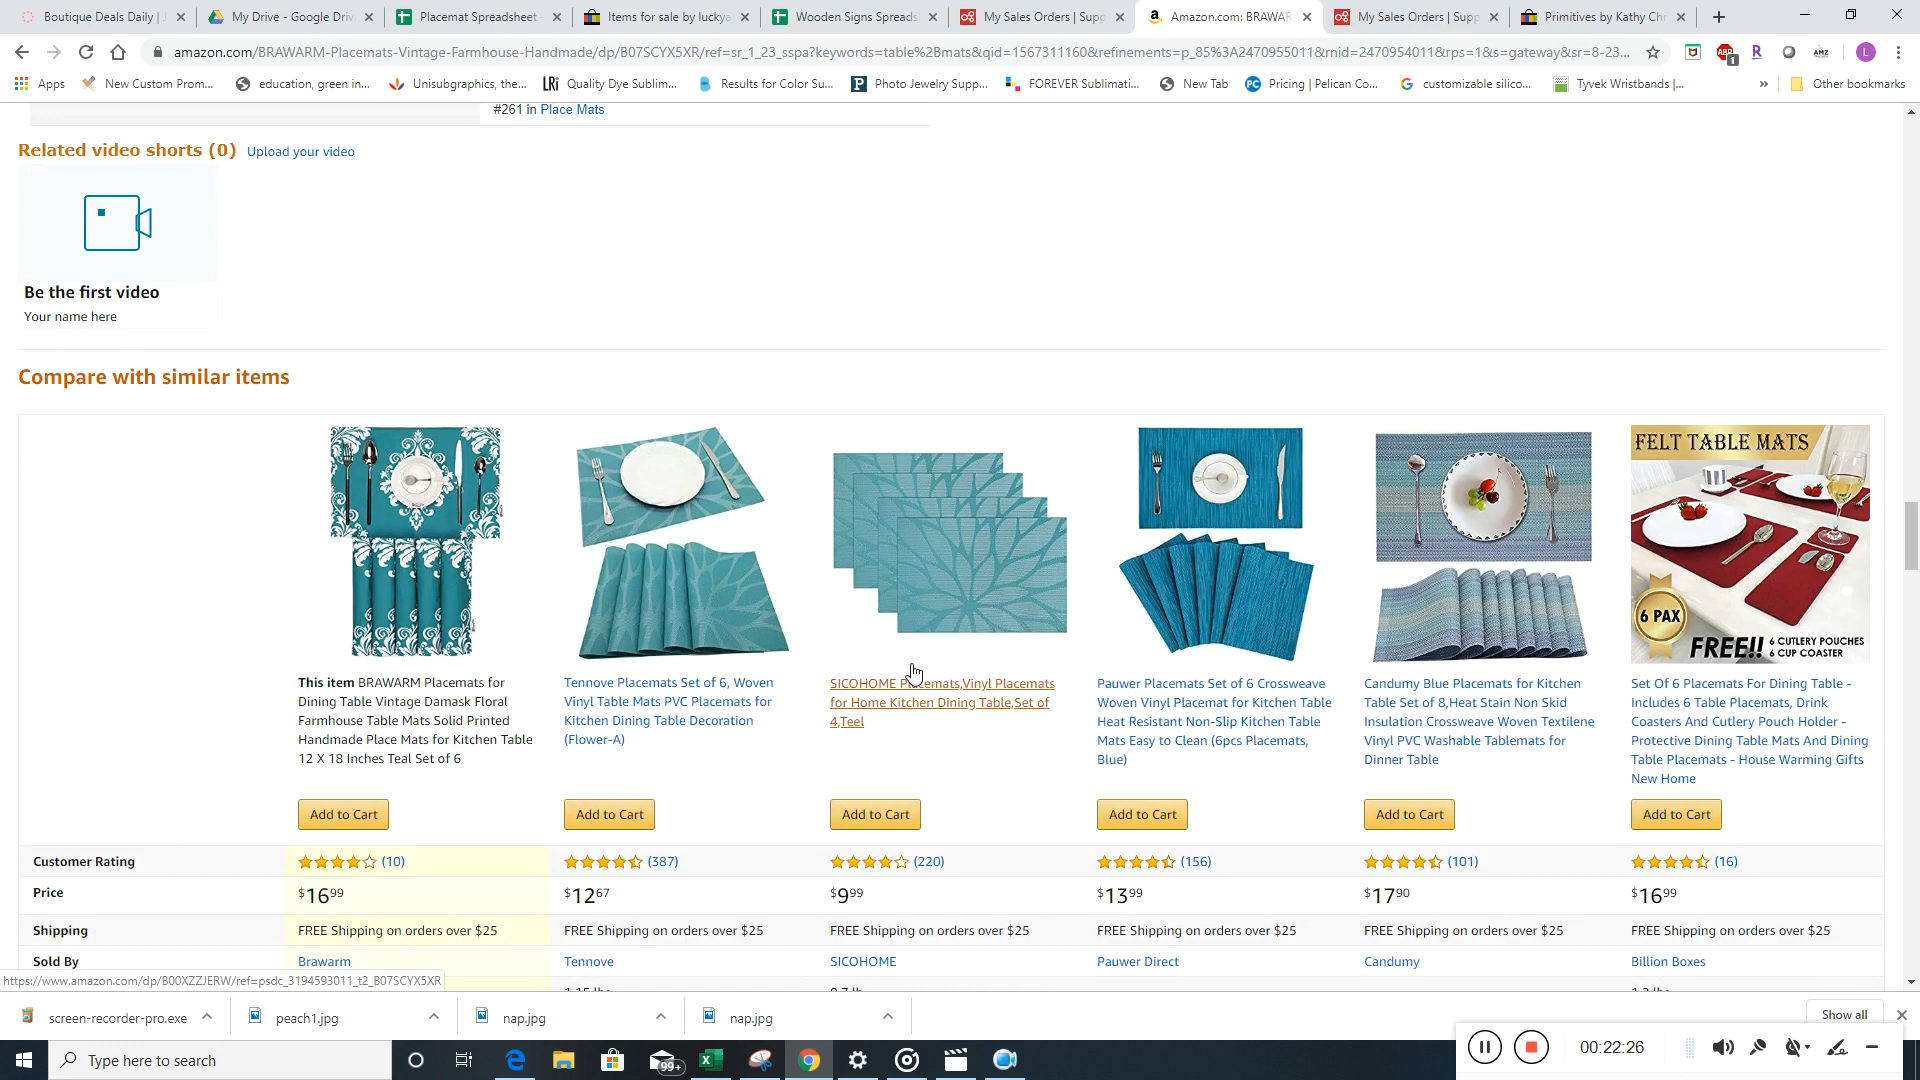 Boutique Deals Daily | J
My Drive - Google Driv
Placemat Spreadsheet -
Items for sale by luckya
Wooden Signs Spreads
My Sales Orders | Supp
Amazon.com: BRAWAR
My Sales Orders | Supp
Primitives by Kathy Chr
amazon.com/BRAWARM-Placemats-Vintage-Farmhouse-Handmade/dp/B07SCYX5XR/ref=sr_1_23_sspa?keywords=table%2Bmats&qid=1567311160&refinements=p_85%3A2470955011&rnid=2470954011&rps=1&s=gateway&sr=8-23...
ABP 1 R AMZ L
Apps New Custom Prom... education, green in... Unisubgraphics, the... LRi Quality Dye Sublim... Results for Color Su... P Photo Jewelry Supp... FOREVER Sublimati... New Tab PC Pricing | Pelican Co... G customizable silico... Tyvek Wristbands |... » Other bookmarks
#261 in Place Mats
Related video shorts (0) Upload your video
Be the first video
Your name here
Compare with similar items
FELT TABLE MATS
6 PAX
FREE!! 6 CUTLERY POUCHES
6 CUP COASTER
This item BRAWARM Placemats for
Dining Table Vintage Damask Floral
Farmhouse Table Mats Solid Printed
Handmade Place Mats for Kitchen Table
12 X 18 Inches Teal Set of 6
Tennove Placemats Set of 6, Woven
Vinyl Table Mats PVC Placemats for
Kitchen Dining Table Decoration
(Flower-A)
SICOHOME Placemats,Vinyl Placemats
for Home Kitchen Dining Table,Set of
4,Teel
Pauwer Placemats Set of 6 Crossweave
Woven Vinyl Placemat for Kitchen Table
Heat Resistant Non-Slip Kitchen Table
Mats Easy to Clean (6pcs Placemats,
Blue)
Candumy Blue Placemats for Kitchen
Table Set of 8,Heat Stain Non Skid
Insulation Crossweave Woven Textilene
Vinyl PVC Washable Tablemats for
Dinner Table
Set Of 6 Placemats For Dining Table -
Includes 6 Table Placemats, Drink
Coasters And Cutlery Pouch Holder -
Protective Dining Table Mats And Dining
Table Placemats - House Warming Gifts
New Home
Add to Cart Add to Cart Add to Cart Add to Cart Add to Cart Add to Cart
Customer Rating (10) (387) (220) (156) (101) (16)
Price $16 99 $12 67 $9 99 $13 99 $17 90 $16 99
Shipping FREE Shipping on orders over $25 FREE Shipping on orders over $25 FREE Shipping on orders over $25 FREE Shipping on orders over $25 FREE Shipping on orders over $25 FREE Shipping on orders over $25
Sold By Brawarm Tennove SICOHOME Pauwer Direct Candumy Billion Boxes
https://www.amazon.com/dp/B00XZZJERW/ref=psdc_3194593011_t2_B07SCYX5XR
screen-recorder-pro.exe peach1.jpg nap.jpg nap.jpg Show all
Type here to search
99+
00:22:26